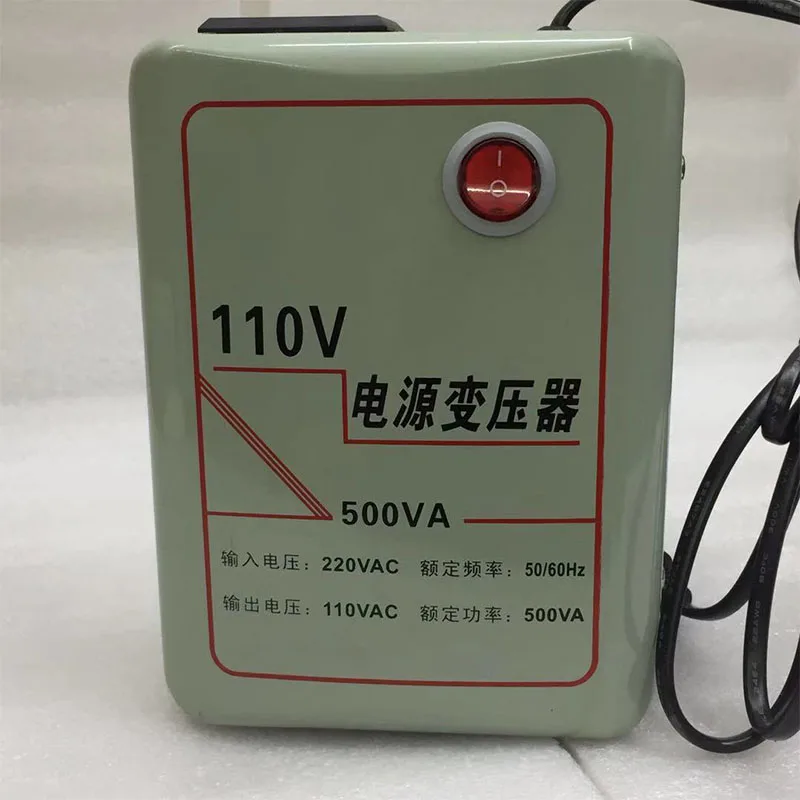 110V
电源变压器
500VA
输入电压：220VAC 额定频率：50/60Hz
输出电压：110VAC 额定功率：500VA